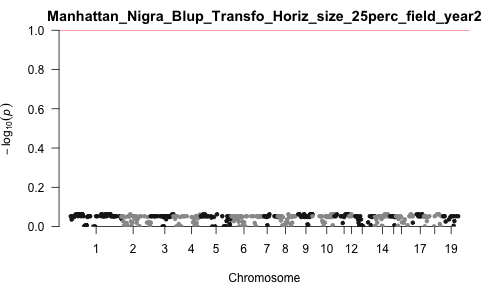 Manhattan_Nigra_Blup_Transfo_Horiz_size_25perc_field_year2
1.0
0.8
0.6
0.4
0.2
0.0
− log10(p)
1 2 3 4 5 6 7 8 9 10 12 14 17 19
Chromosome